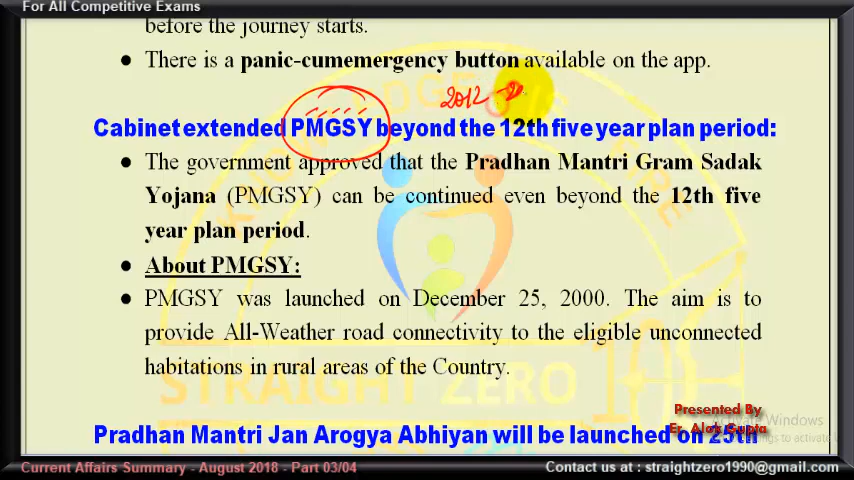 For All Competitive Exams
before the journey starts.
● There is a panic-cumemergency button available on the app.
2012 -
Cabinet extended PMGSY beyond the 12th five year plan period:
● The government approved that the Pradhan Mantri Gram Sadak
Yojana (PMGSY) can be continued even beyond the 12th five
year plan period.
● About PMGSY:
● PMGSY was launched on December 25, 2000. The aim is to
provide All-Weather road connectivity to the eligible unconnected
habitations in rural areas of the Country.
STRAIGHT ZERO
Presented By
Activate Windows
Er. Alok Gupta
Pradhan Mantri Jan Arogya Abhiyan will be launched on 25th
Current Affairs Summary - August 2018 - Part 03/04
Contact us at : straightzero1990@gmail.com